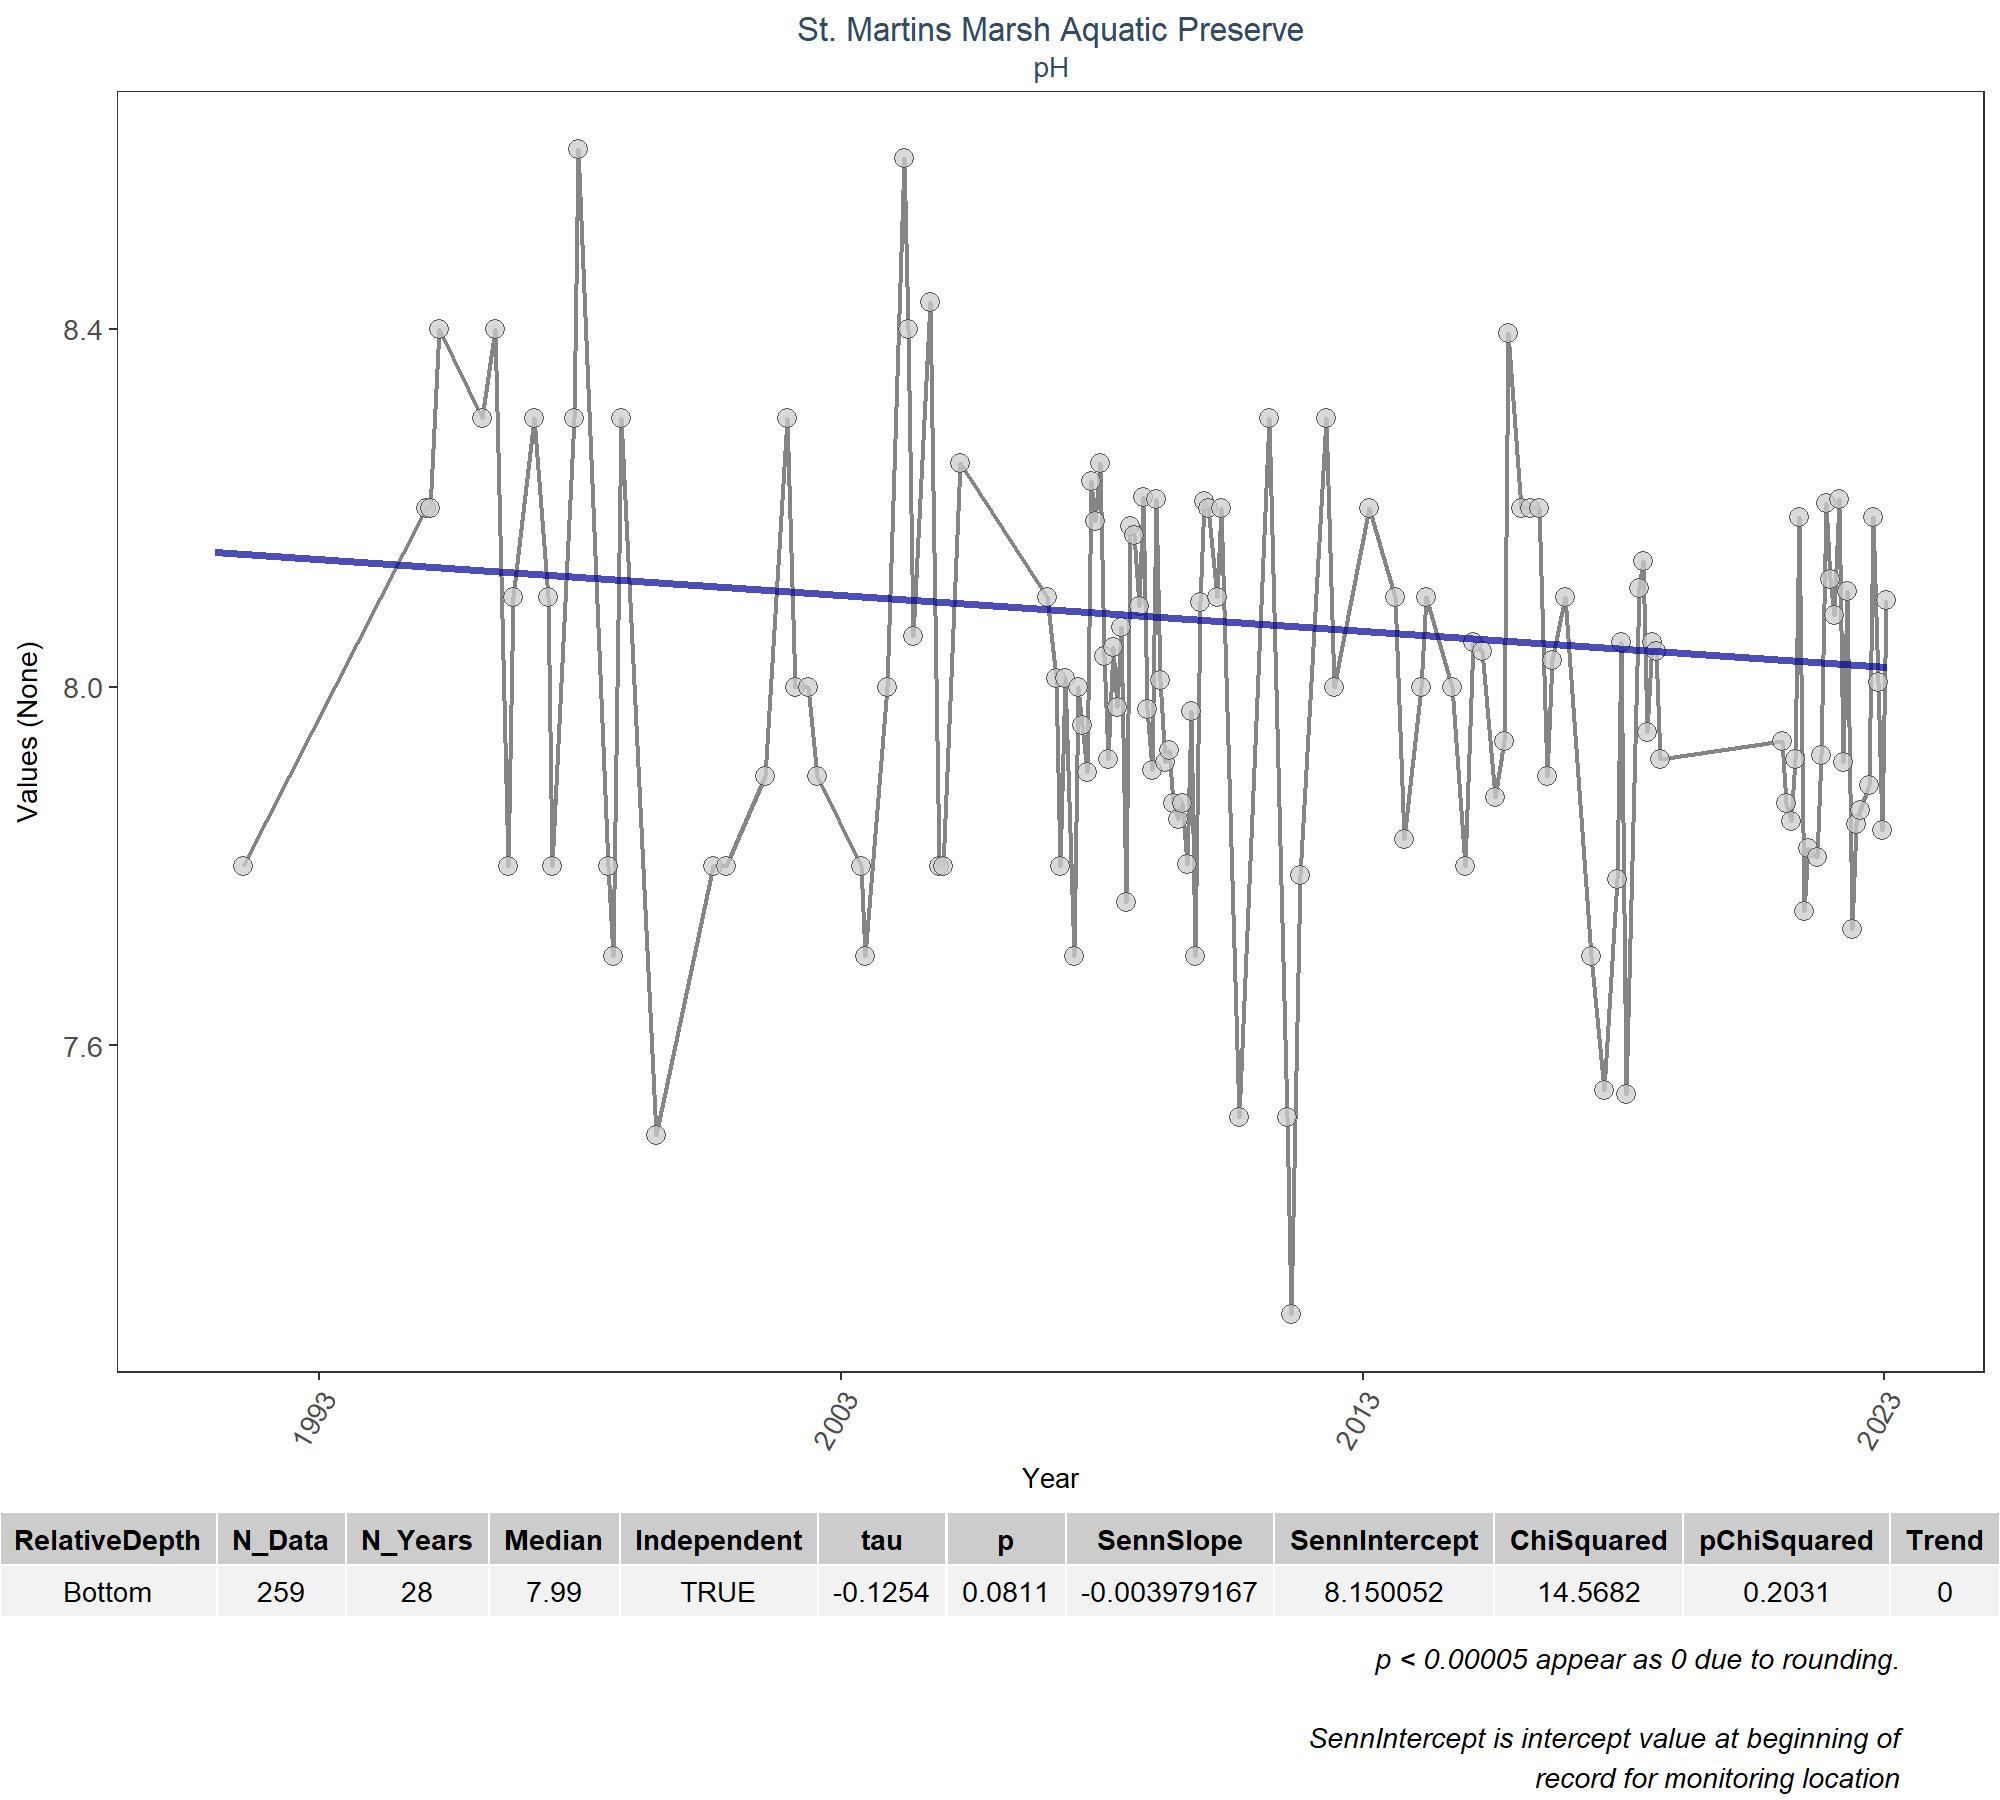 St. Martins Marsh Aquatic Preserve
pH
Values (None)
8.4
8.0
7.6
1993
2003
2013
2023
Year
RelativeDepth N_Data N_Years Median Independent tau p SennSlope SennIntercept ChiSquared pChiSquared Trend
Bottom 259 28 7.99 TRUE -0.1254 0.0811 -0.003979167 8.150052 14.5682 0.2031 0
p < 0.00005 appear as 0 due to rounding.
SennIntercept is intercept value at beginning of
record for monitoring location